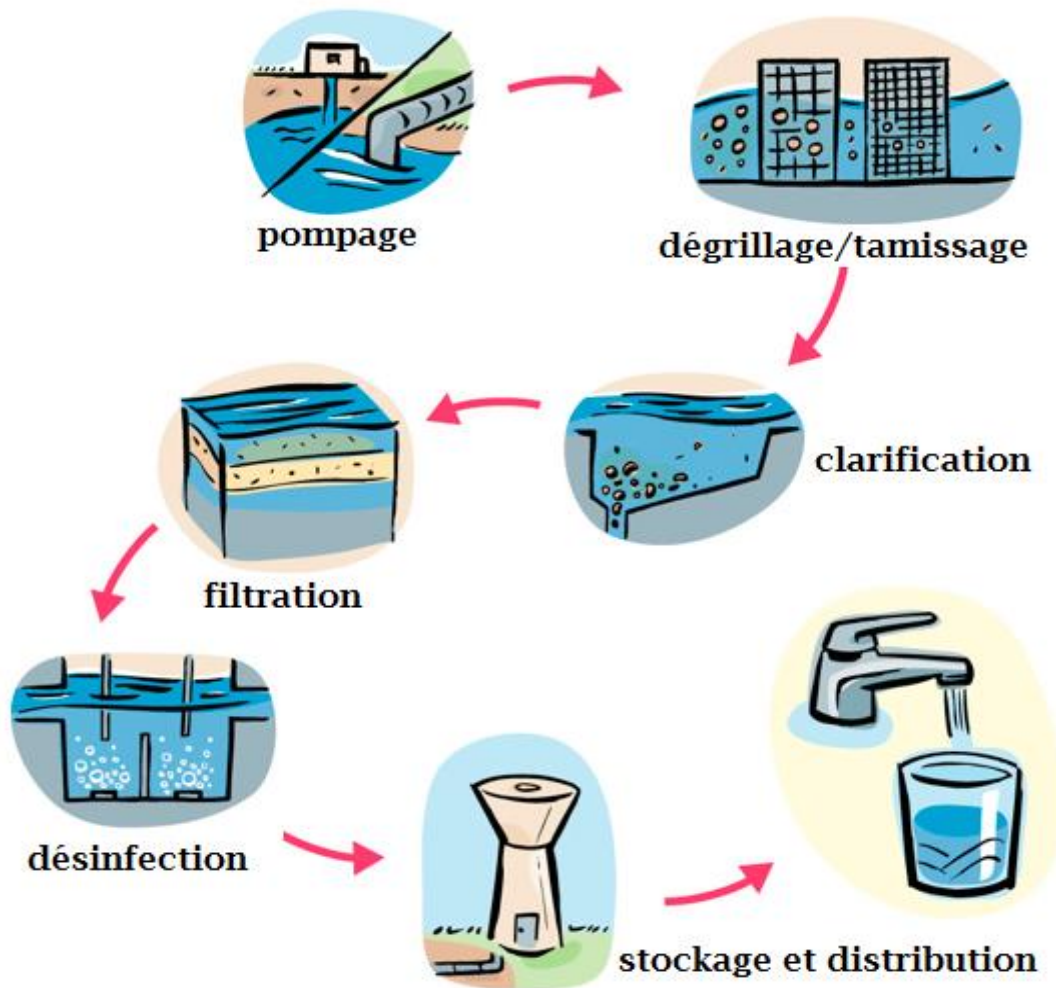 pompage
dégrillage/tamissage
clarification
filtration
désinfection
stockage et distribution